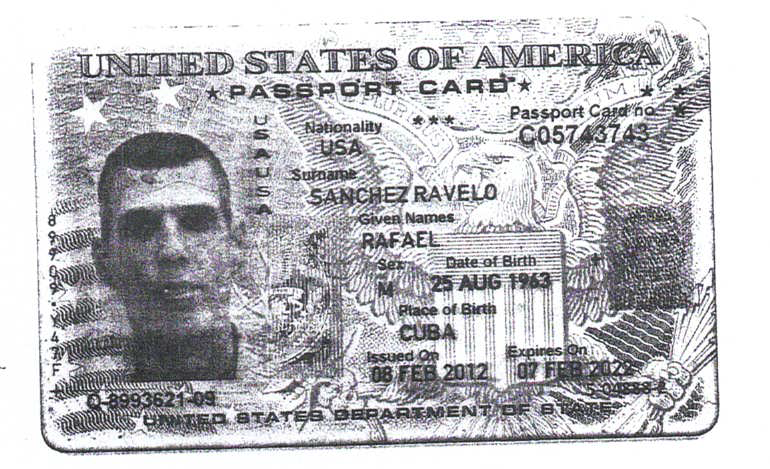 UNITED STATES OF AMERICA
PASSPORT CARD
USA USA
Nationality
USA
Passport Card no.
C05743743
Surname
SANCHEZ RAVELO
Given Names
RAFAEL
Sex
M
Date of Birth
25 AUG 1963
Place of Birth
CUBA
Issued On
08 FEB 2012
Expires On
07 FEB 2022
UNITED STATES DEPARTMENT OF STATE